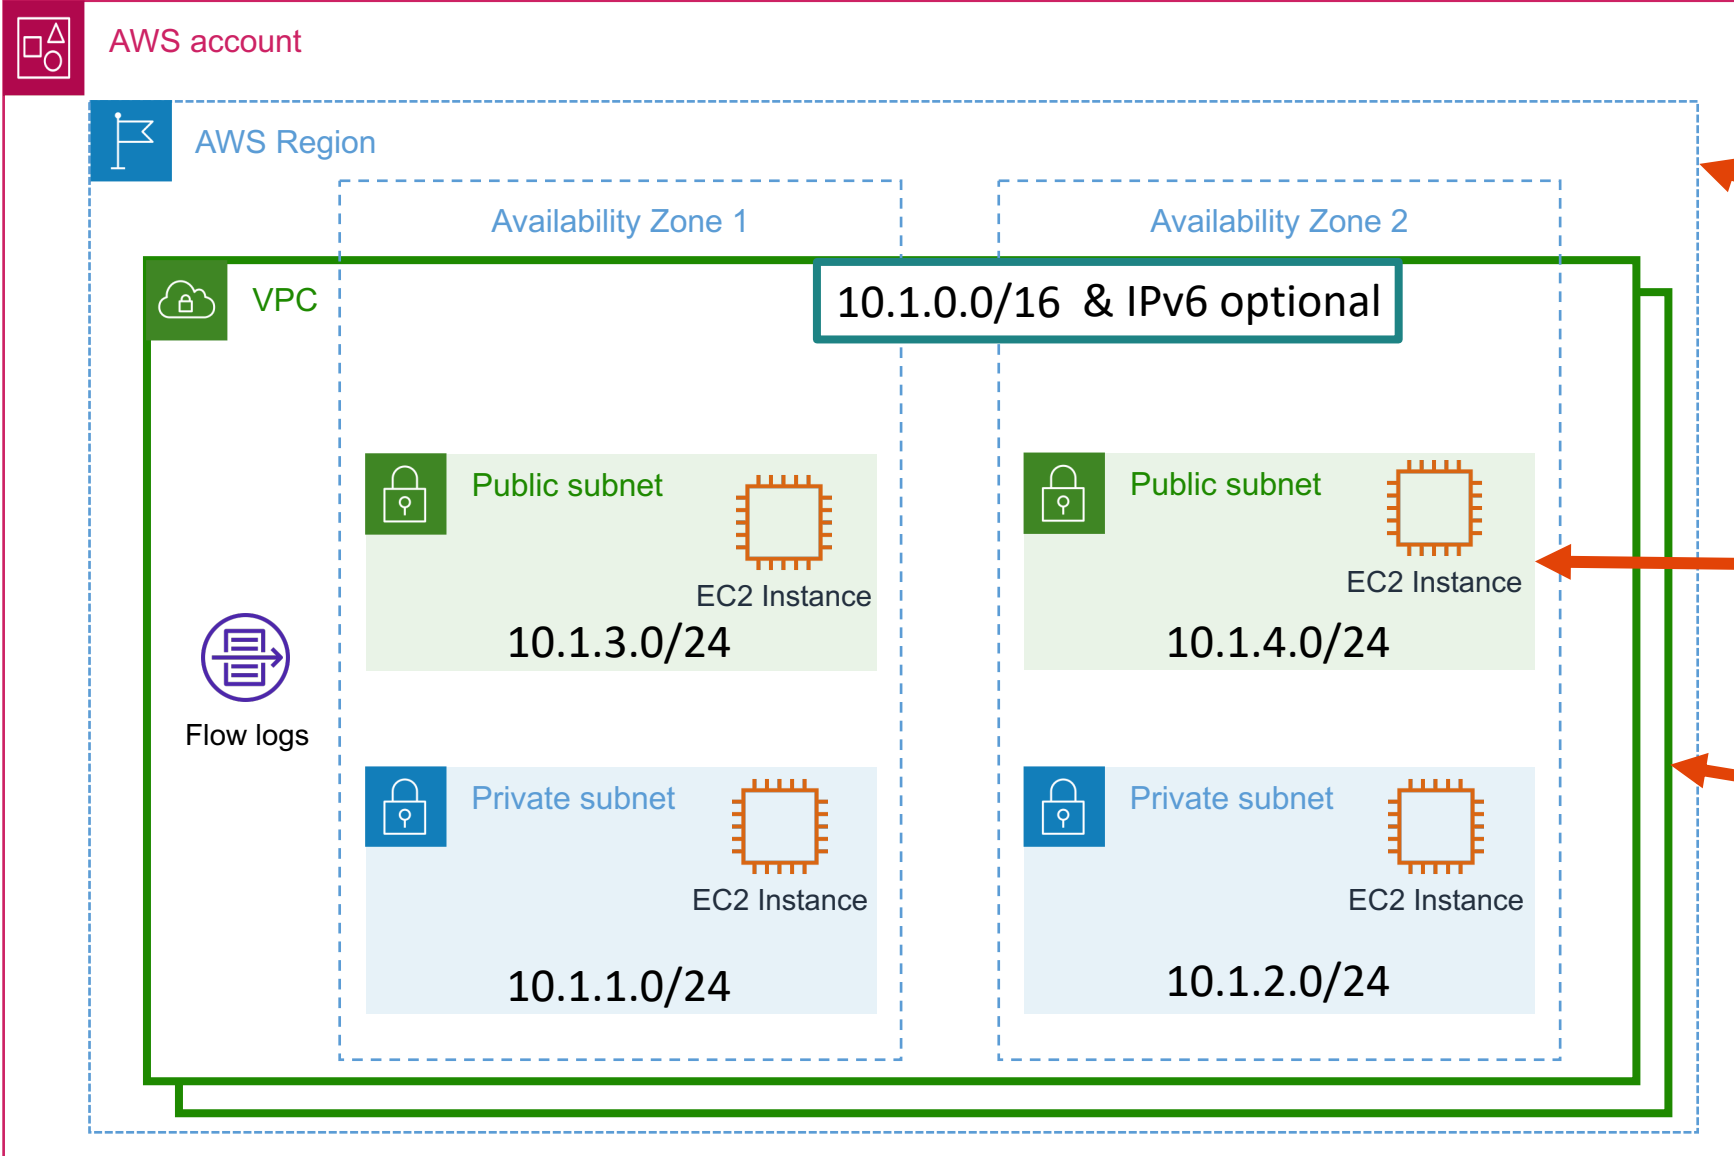 AWS account
AWS Region
Availability Zone 1
Availability Zone 2
VPC
10.1.0.0/16 & IPv6 optional
Public subnet
EC2 Instance
10.1.3.0/24
Public subnet
EC2 Instance
10.1.4.0/24
Flow logs
Private subnet
EC2 Instance
10.1.1.0/24
Private subnet
EC2 Instance
10.1.2.0/24